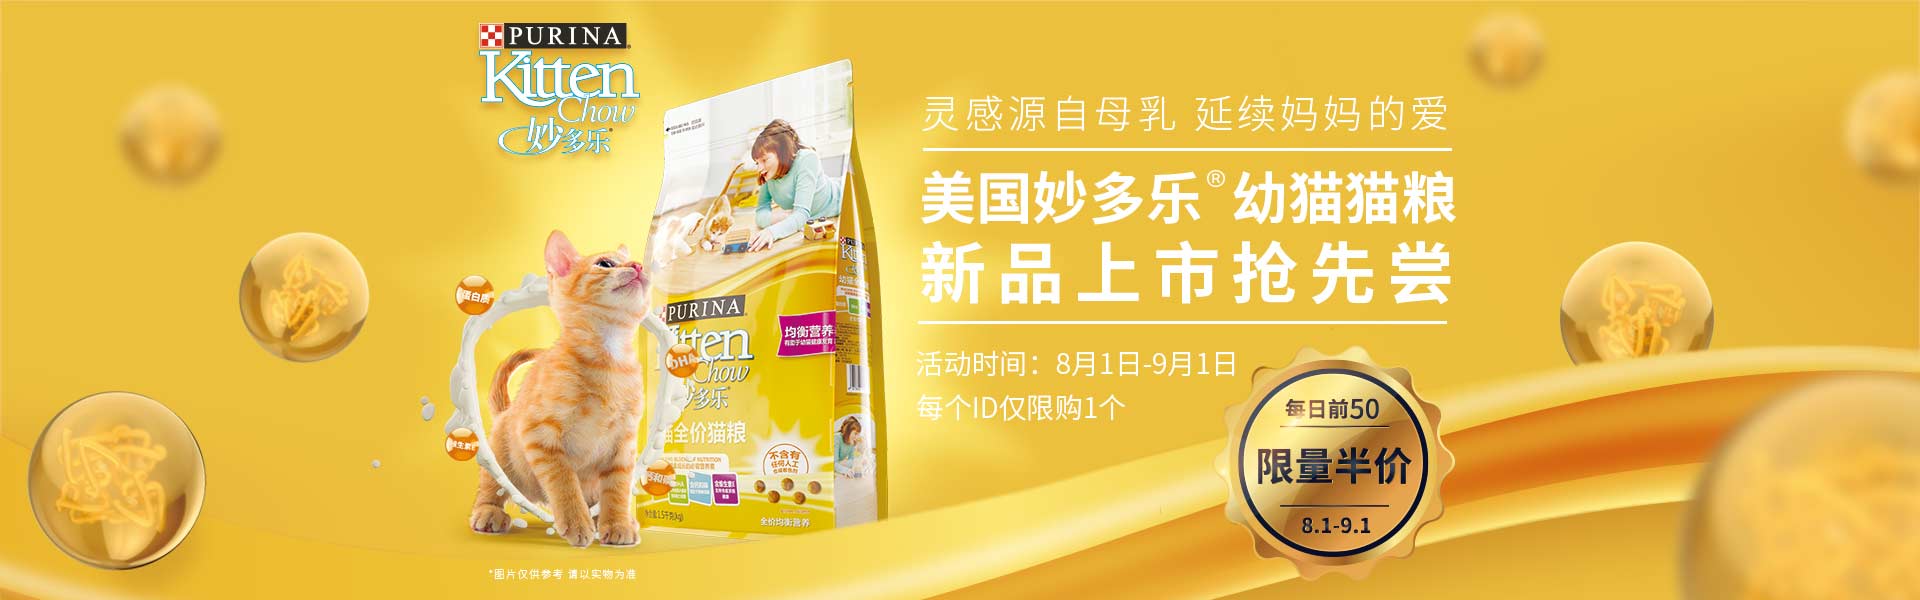 PURINA
Kitten
Chow
妙多乐
灵感源自母乳 延续妈妈的爱
美国妙多乐®幼猫猫粮
新品上市抢先尝
活动时间：8月1日-9月1日
每个ID仅限购1个
每日前50
限量半价
8.1-9.1
蛋白质
DHA
PURINA
Kitten
Chow
妙多乐
猫全价猫粮
均衡营养
不含有
任何人工
全价均衡营养
*图片仅供参考 请以实物为准